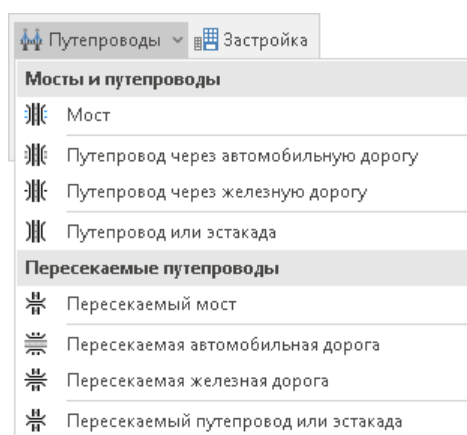 Путепроводы Застройка
Мосты и путепроводы
Мост
Путепровод через автомобильную дорогу
Путепровод через железную дорогу
Путепровод или эстакада
Пересекаемые путепроводы
Пересекаемый мост
Пересекаемая автомобильная дорога
Пересекаемая железная дорога
Пересекаемый путепровод или эстакада